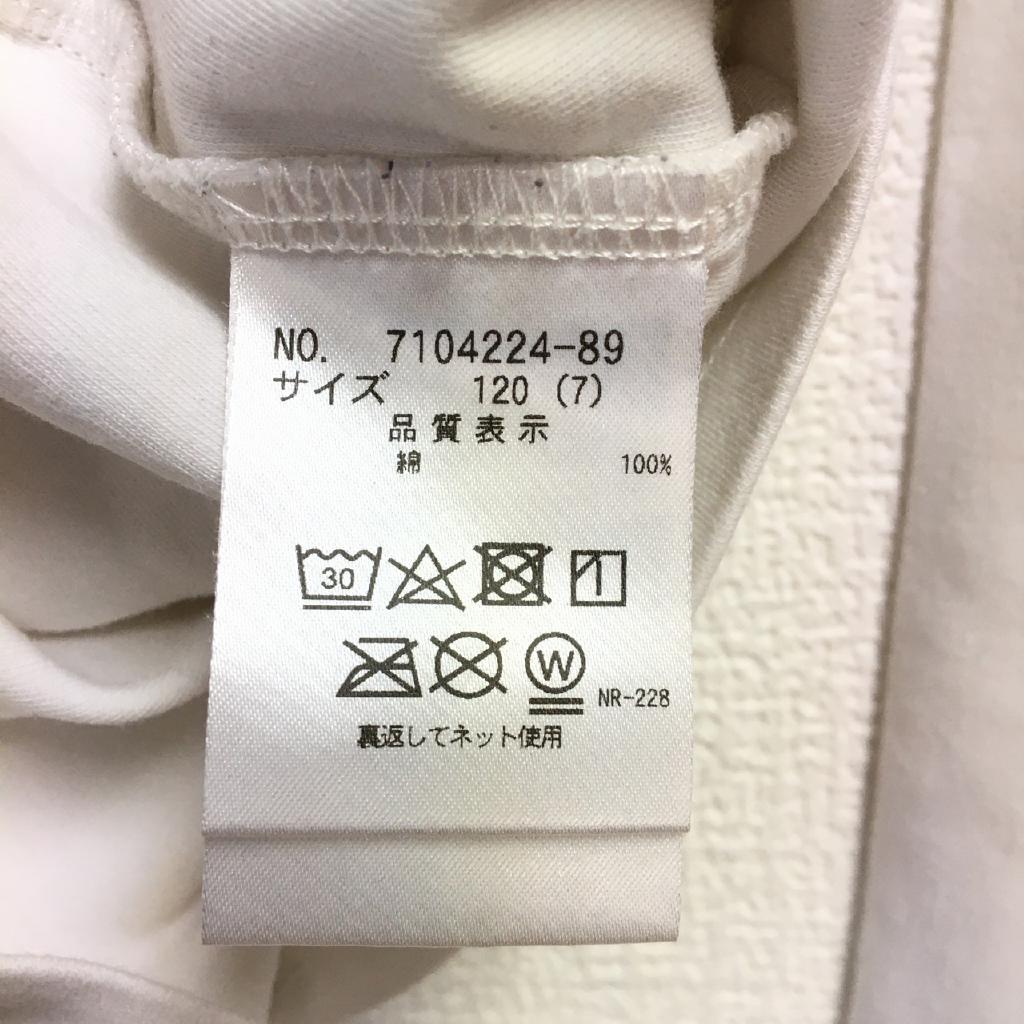 NO. 7104224-89
サイズ 120 (7)
品質表示
綿 100%
30
W
NR-228
裏返してネット使用